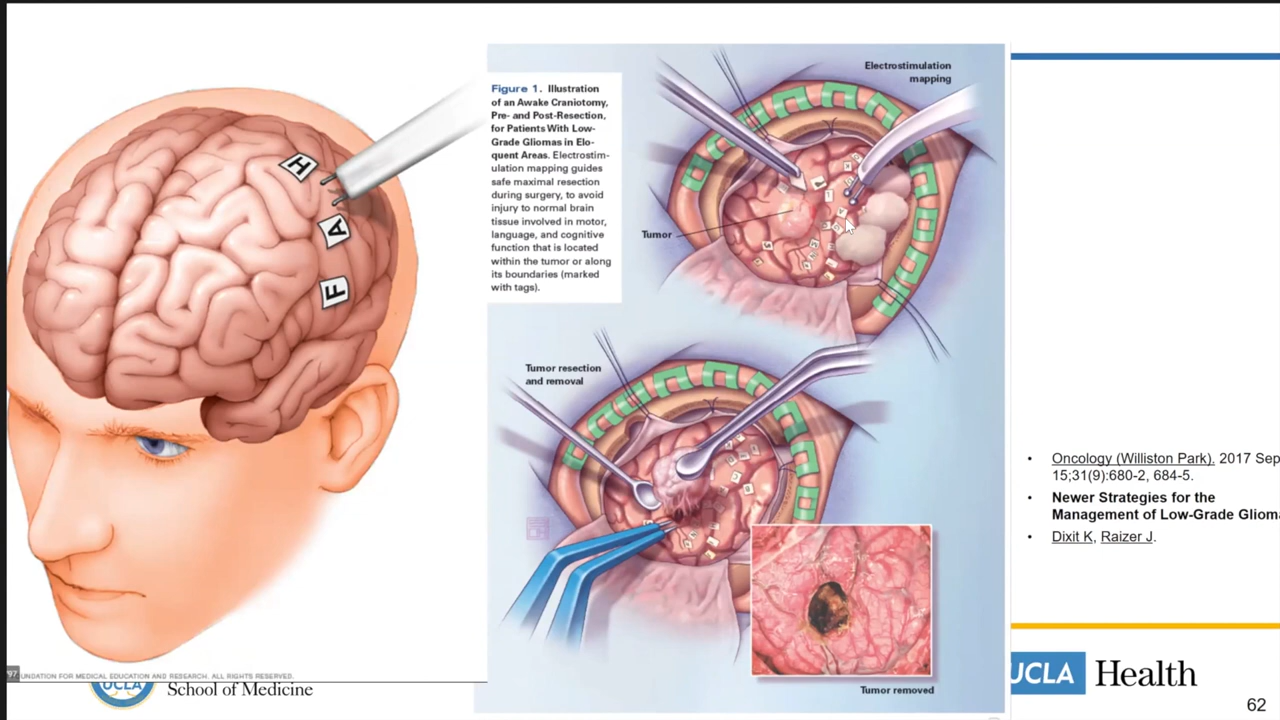 H
A
F
Figure 1. Illustration
of an Awake Craniotomy,
Pre- and Post-Resection,
for Patients With Low-
Grade Gliomas in Elo-
quent Areas. Electrostim-
ulation mapping guides
safe maximal resection
during surgery, to avoid
injury to normal brain
tissue involved in motor,
language, and cognitive
function that is located
within the tumor or along
its boundaries (marked
with tags).
Electrostimulation
mapping
Tumor
Tumor resection
and removal
Tumor removed
• Oncology (Williston Park). 2017 Sep
15;31(9):680-2, 684-5.
• Newer Strategies for the
Management of Low-Grade Glioma
• Dixit K, Raizer J.
UNDATION FOR MEDICAL EDUCATION AND RESEARCH. ALL RIGHTS RESERVED.
UCLA
School of Medicine
UCLA Health
62